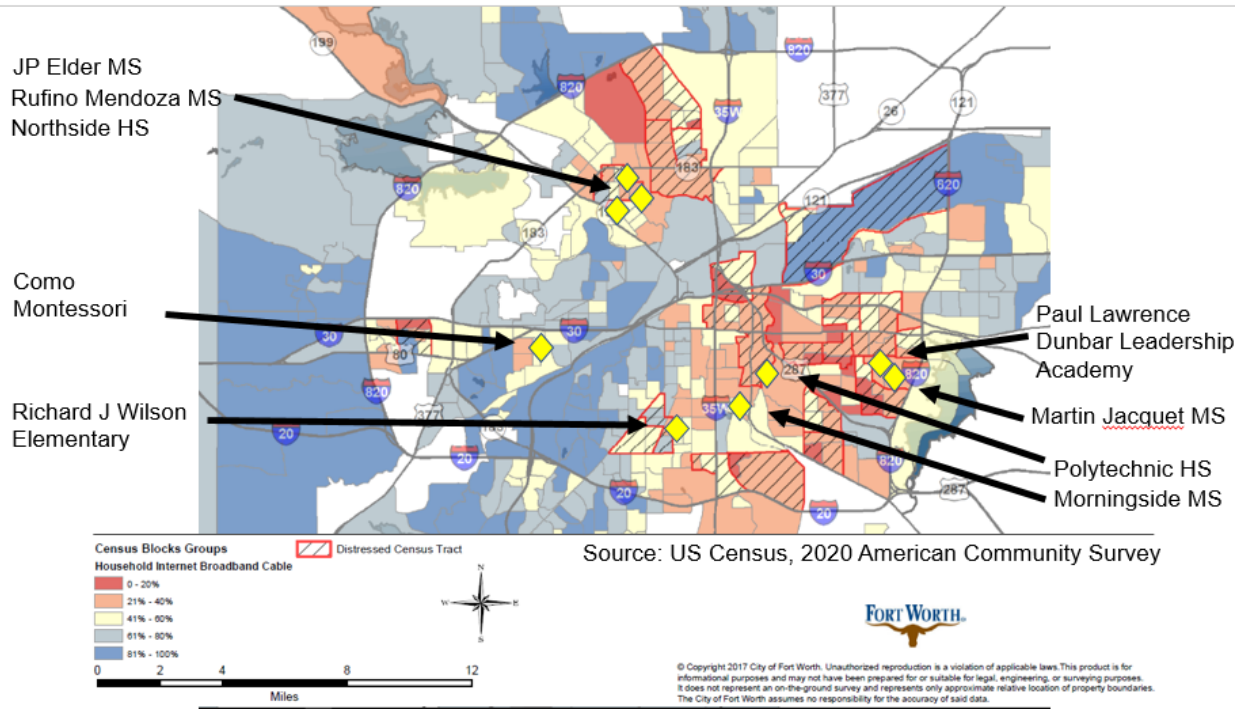 199
JP Elder MS
Rufino Mendoza MS
Northside HS
820
820
377
26
121
35W
183
820
820
183
121
30
Como
Montessori
30
30
80
Paul Lawrence
Dunbar Leadership
Academy
287
820
820
377
Richard J Wilson
Elementary
35W
Martin Jacquet MS
20
20
820
Polytechnic HS
20
287
Morningside MS
20
Source: US Census, 2020 American Community Survey
Census Blocks Groups
Distressed Census Tract
Household Internet Broadband Cable
0 - 20%
21% - 40%
41% - 60%
61% - 80%
81% - 100%
N
W
E
S
0 2 4 8 12
Miles
FORT WORTH®
© Copyright 2017 City of Fort Worth. Unauthorized reproduction is a violation of applicable laws.This product is for
informational purposes and may not have been prepared for or suitable for legal, engineering, or surveying purposes.
It does not represent an on-the-ground survey and represents only approximate relative location of property boundaries.
The City of Fort Worth assumes no responsibility for the accuracy of said data.